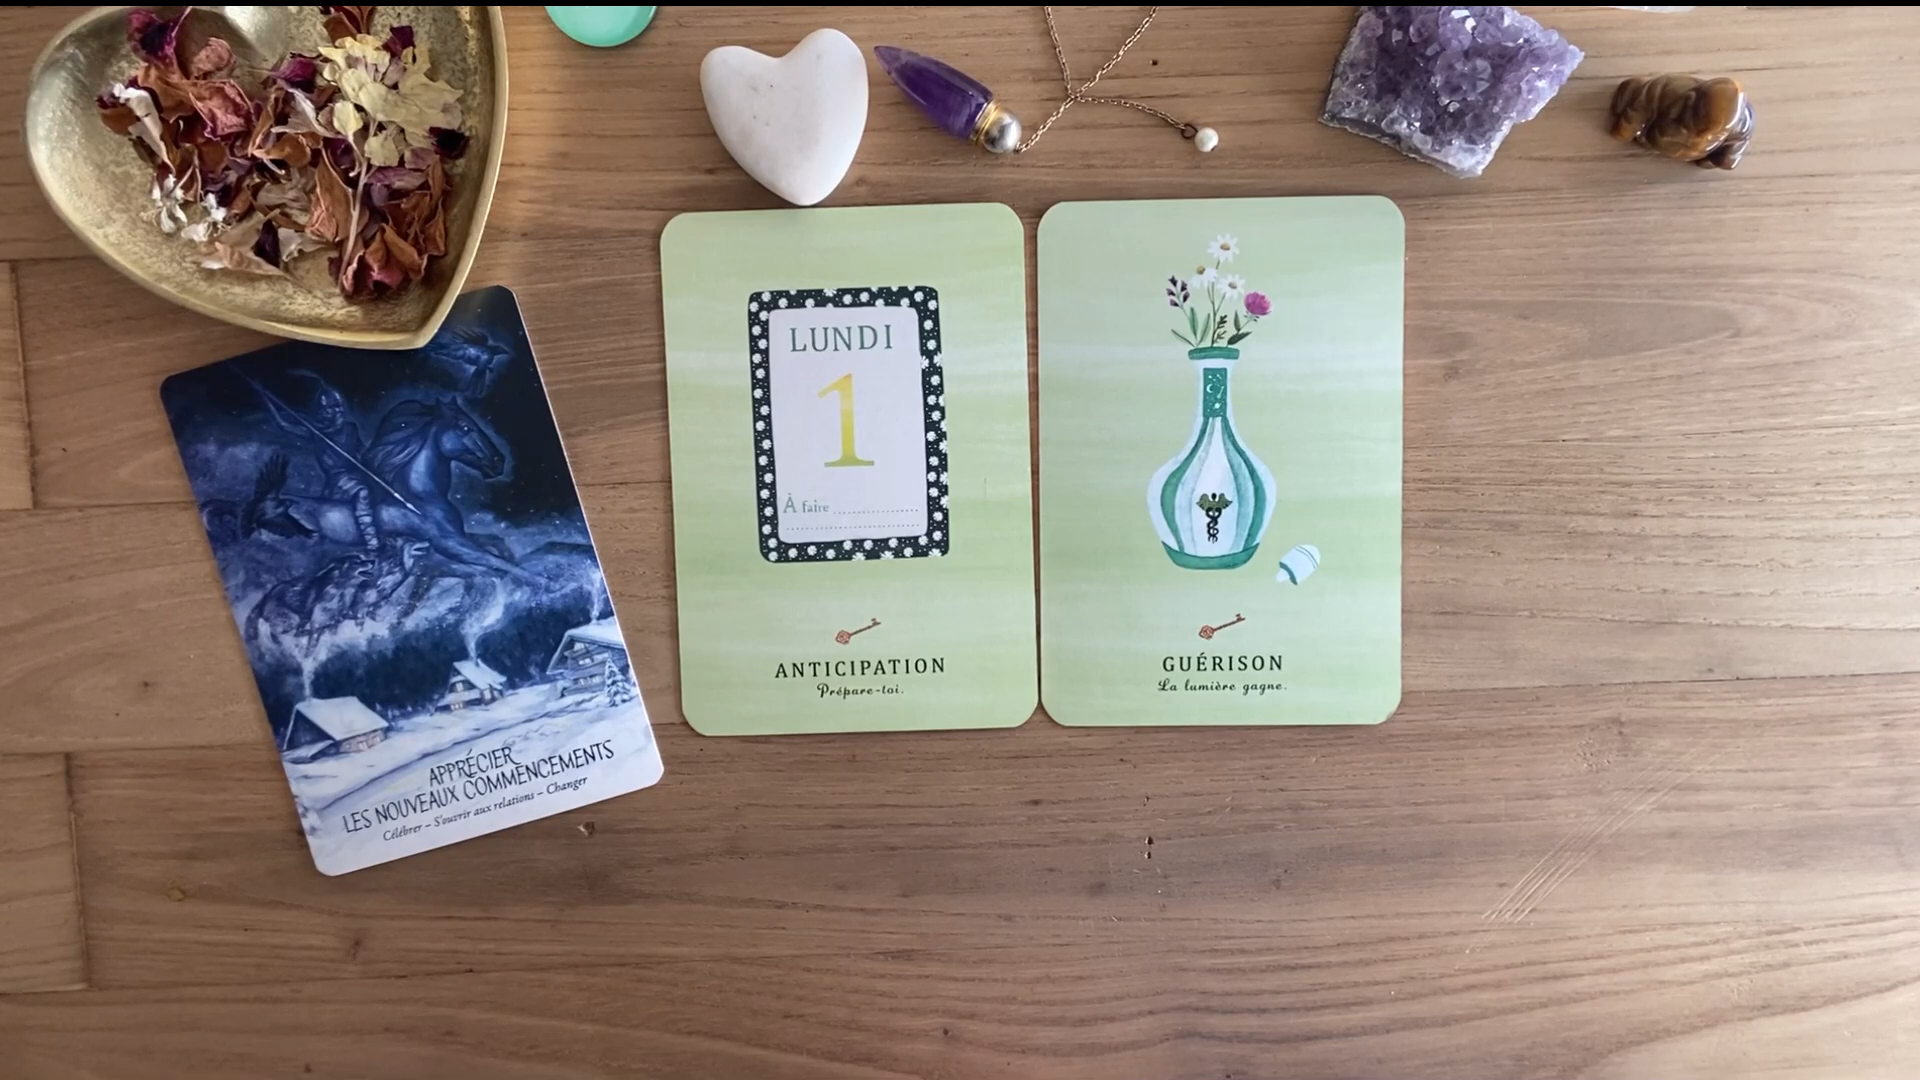 APPRÉCIER
LES NOUVEAUX COMMENCEMENTS
Célébrer – S'ouvrir aux relations – Changer
LUNDI
1
À faire
ANTICIPATION
Prépare-toi.
GUÉRISON
La lumière gagne.